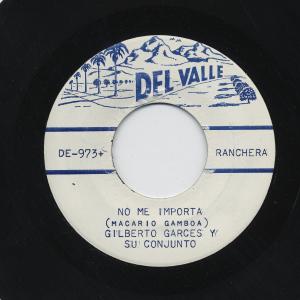 DEL VALLE
DE-973+ RANCHERA
NO ME IMPORTA
(MACARIO GAMBOA)
GILBERTO GARCES Y
SU CONJUNTO